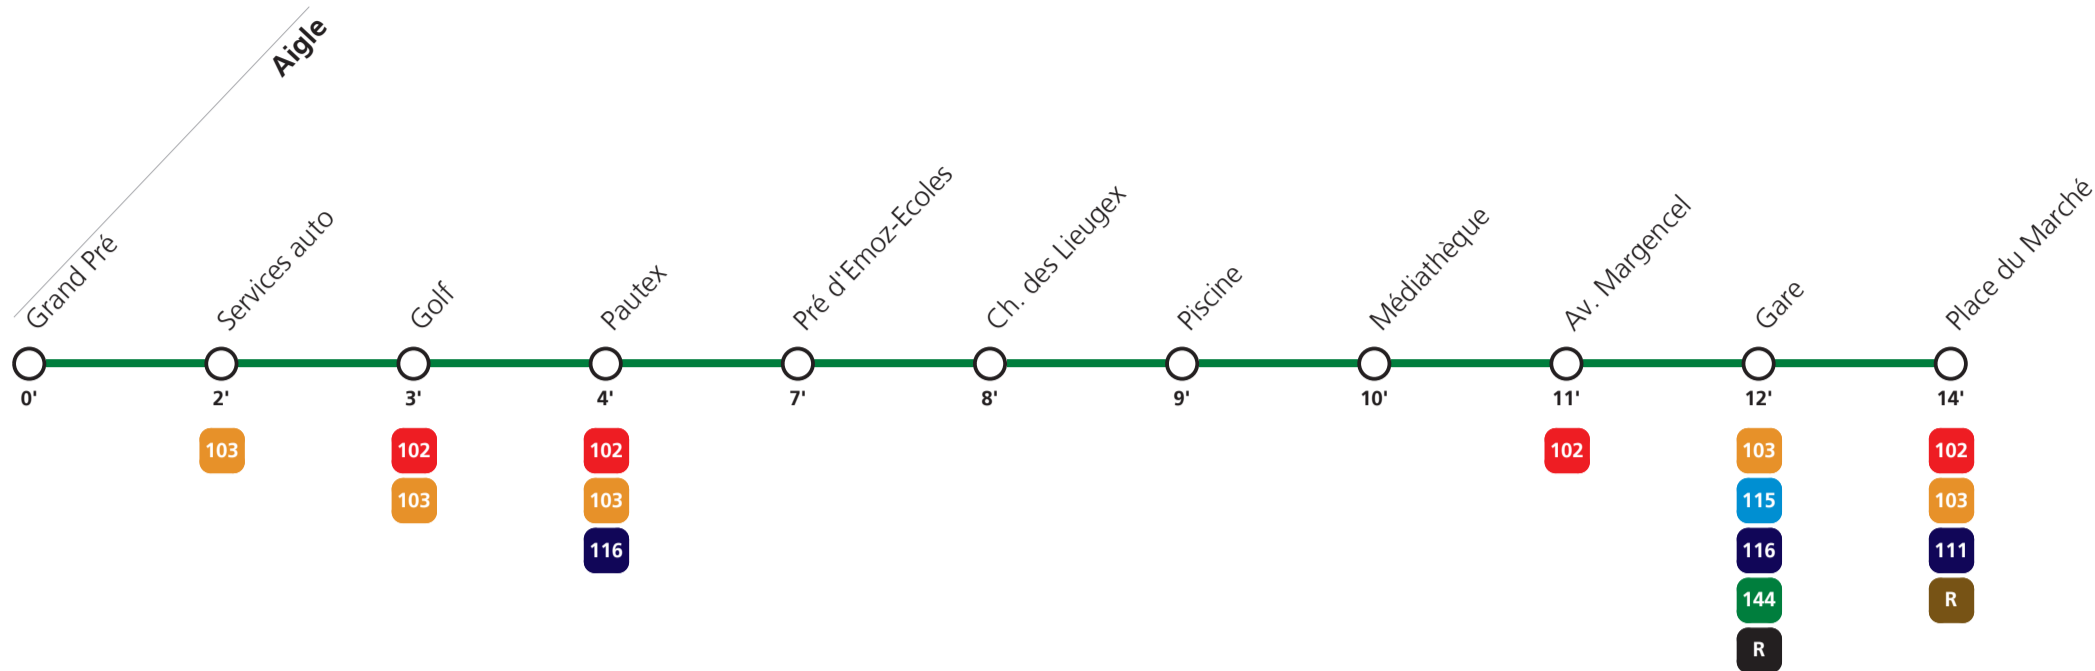 Aigle
Grand Pré
Services auto
Golf
Pautex
Pré d'Emoz-Ecoles
Ch. des Lieugex
Piscine
Médiathèque
Av. Margencel
Gare
Place du Marché
0' 2' 3' 4' 7' 8' 9' 10' 11' 12' 14'
103 102 102 102 103 102
103 103 115 103
116 116 111
144 R
R